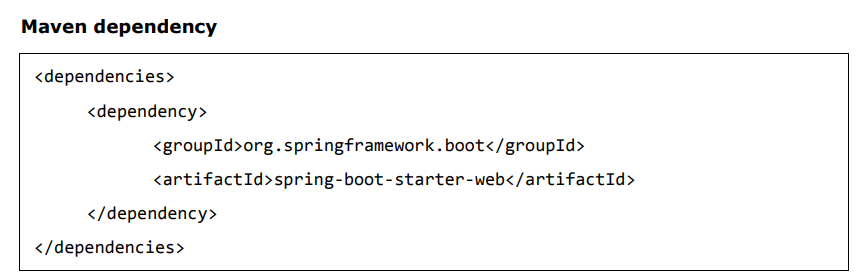 Maven dependency
<dependencies>
<dependency>
<groupId>org.springframework.boot</groupId>
<artifactId>spring-boot-starter-web</artifactId>
</dependency>
</dependencies>